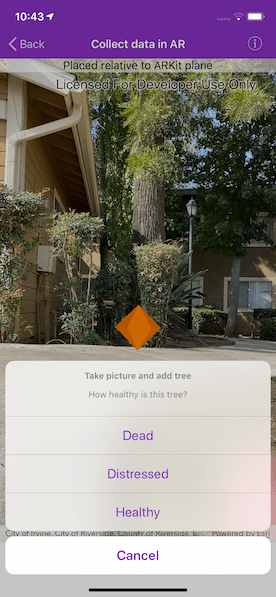 10:43
Back
Collect data in AR
Placed relative to ARKit plane
Licensed For Developer Use Only
Take picture and add tree
How healthy is this tree?
Dead
Distressed
Healthy
City of Irvine, City of Riverside, County of Riverside, B... Powered by Esri
Cancel